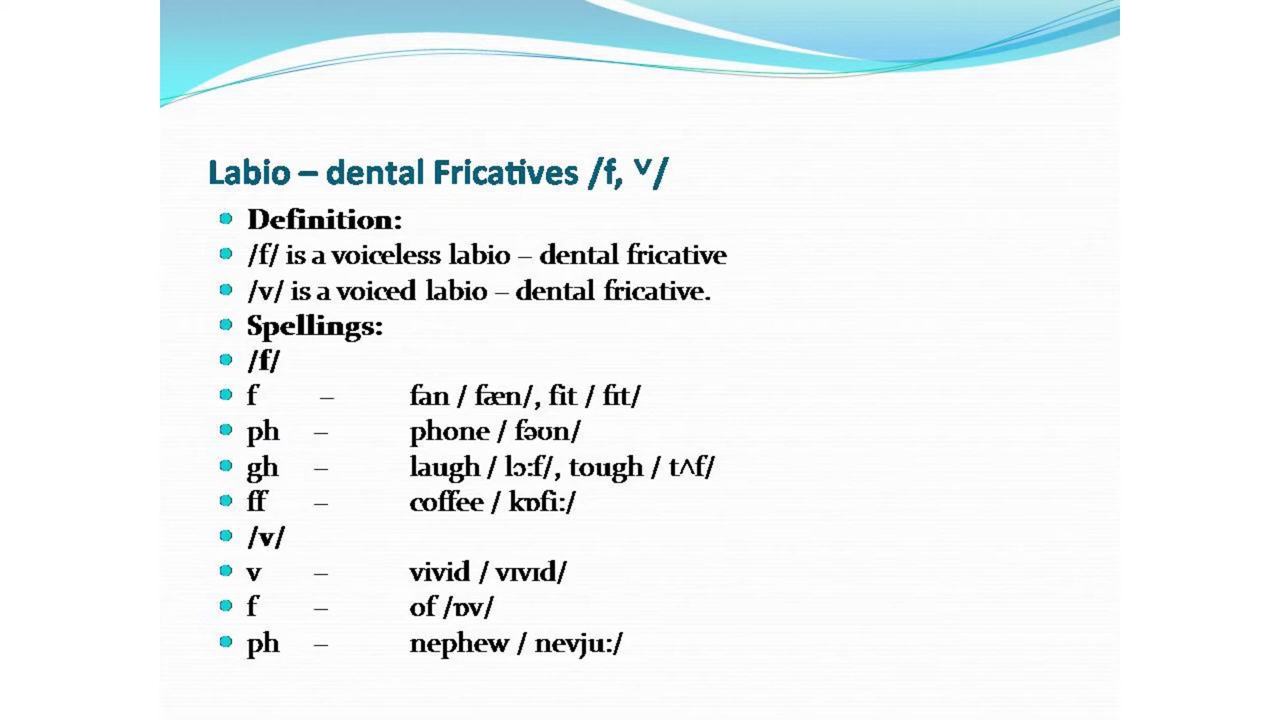 Labio – dental Fricatives /f, ᵛ/
Definition:
/f/ is a voiceless labio – dental fricative
/v/ is a voiced labio – dental fricative.
Spellings:
/f/
f – fan / fæn/, fit / fɪt/
ph – phone / fəʊn/
gh – laugh / lɔ:f/, tough / t^f/
ff – coffee / kɒfi:/
/v/
v – vivid / vɪvɪd/
f – of /ɒv/
ph – nephew / nevju:/